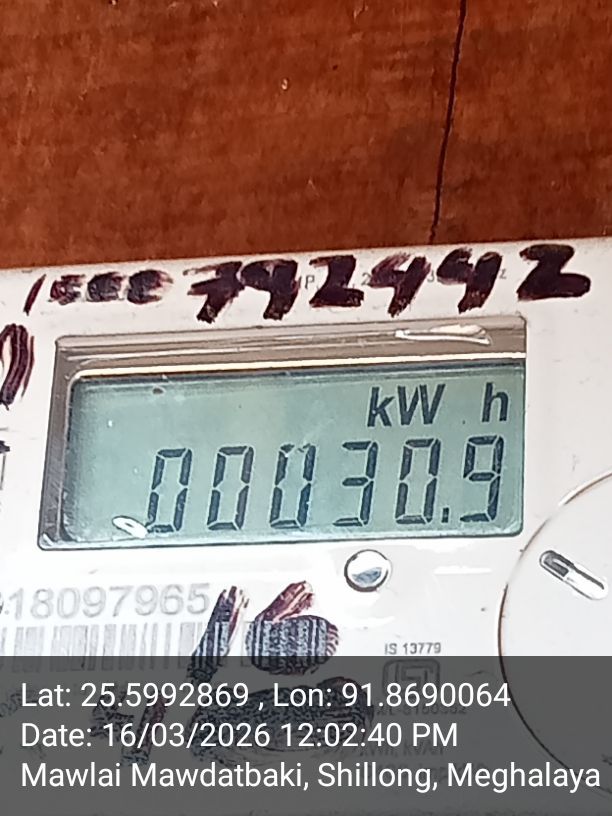 792442
kW h
00030.9
18097965
IS 13779
Lat: 25.5992869 , Lon: 91.8690064
Date: 16/03/2026 12:02:40 PM
Mawlai Mawdatbaki, Shillong, Meghalaya